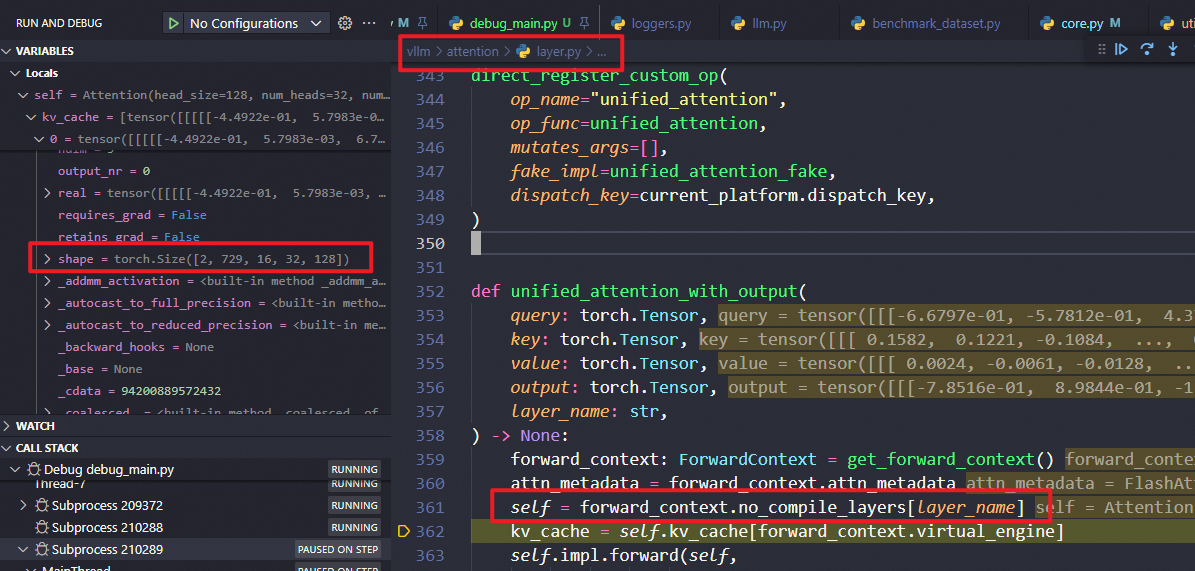 RUN AND DEBUG
No Configurations
M
debug_main.py U
loggers.py
llm.py
benchmark_dataset.py
core.py M
VARIABLES
Locals
self = Attention(head_size=128, num_heads=32, num…
kv_cache = [tensor([[[[[-4.4922e-01, 5.7983e-0…
0 = tensor([[[[[-4.4922e-01, 5.7983e-03, 6.7…
output_nr = 0
real = tensor([[[[[-4.4922e-01, 5.7983e-03, …
requires_grad = False
retains_grad = False
shape = torch.Size([2, 729, 16, 32, 128])
_addmm_activation = <built-in method _addmm_a…
_autocast_to_full_precision = <built-in metho…
_autocast_to_reduced_precision = <built-in me…
_backward_hooks = None
_base = None
_cdata = 94200889572432
_coalesced = <built-in method coalesced of
WATCH
CALL STACK
Debug debug_main.py RUNNING
Thread-7 RUNNING
Subprocess 209372 RUNNING
Subprocess 210288 RUNNING
Subprocess 210289 PAUSED ON STEP
MainThread PAUSED ON STEP
vllm > attention > layer.py > ...
343 direct_register_custom_op(
344 op_name="unified_attention",
345 op_func=unified_attention,
346 mutates_args=[],
347 fake_impl=unified_attention_fake,
348 dispatch_key=current_platform.dispatch_key,
349 )
350
351
352 def unified_attention_with_output(
353 query: torch.Tensor, query = tensor([[[-6.6797e-01, -5.7812e-01, 4.3
354 key: torch.Tensor, key = tensor([[[ 0.1582, 0.1221, -0.1084, ...,
355 value: torch.Tensor, value = tensor([[[ 0.0024, -0.0061, -0.0128, ..
356 output: torch.Tensor, output = tensor([[[-7.8516e-01, 8.9844e-01, -1
357 layer_name: str,
358 ) -> None:
359 forward_context: ForwardContext = get_forward_context() forward_conte
360 attn_metadata = forward_context.attn_metadata attn_metadata = FlashAt
361 self = forward_context.no_compile_layers[layer_name] self = Attention
362 kv_cache = self.kv_cache[forward_context.virtual_engine]
363 self.impl.forward(self,